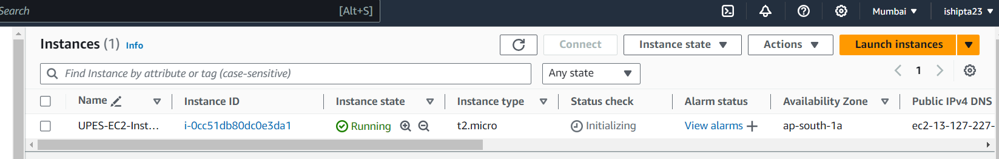 Search [Alt+S] Mumbai ishipta23
Instances (1) Info Connect Instance state Actions Launch instances
Find Instance by attribute or tag (case-sensitive) Any state 1
Name Instance ID Instance state Instance type Status check Alarm status Availability Zone Public IPv4 DNS
UPES-EC2-Inst... i-0cc51db80dc0e3da1 Running t2.micro Initializing View alarms ap-south-1a ec2-13-127-227-